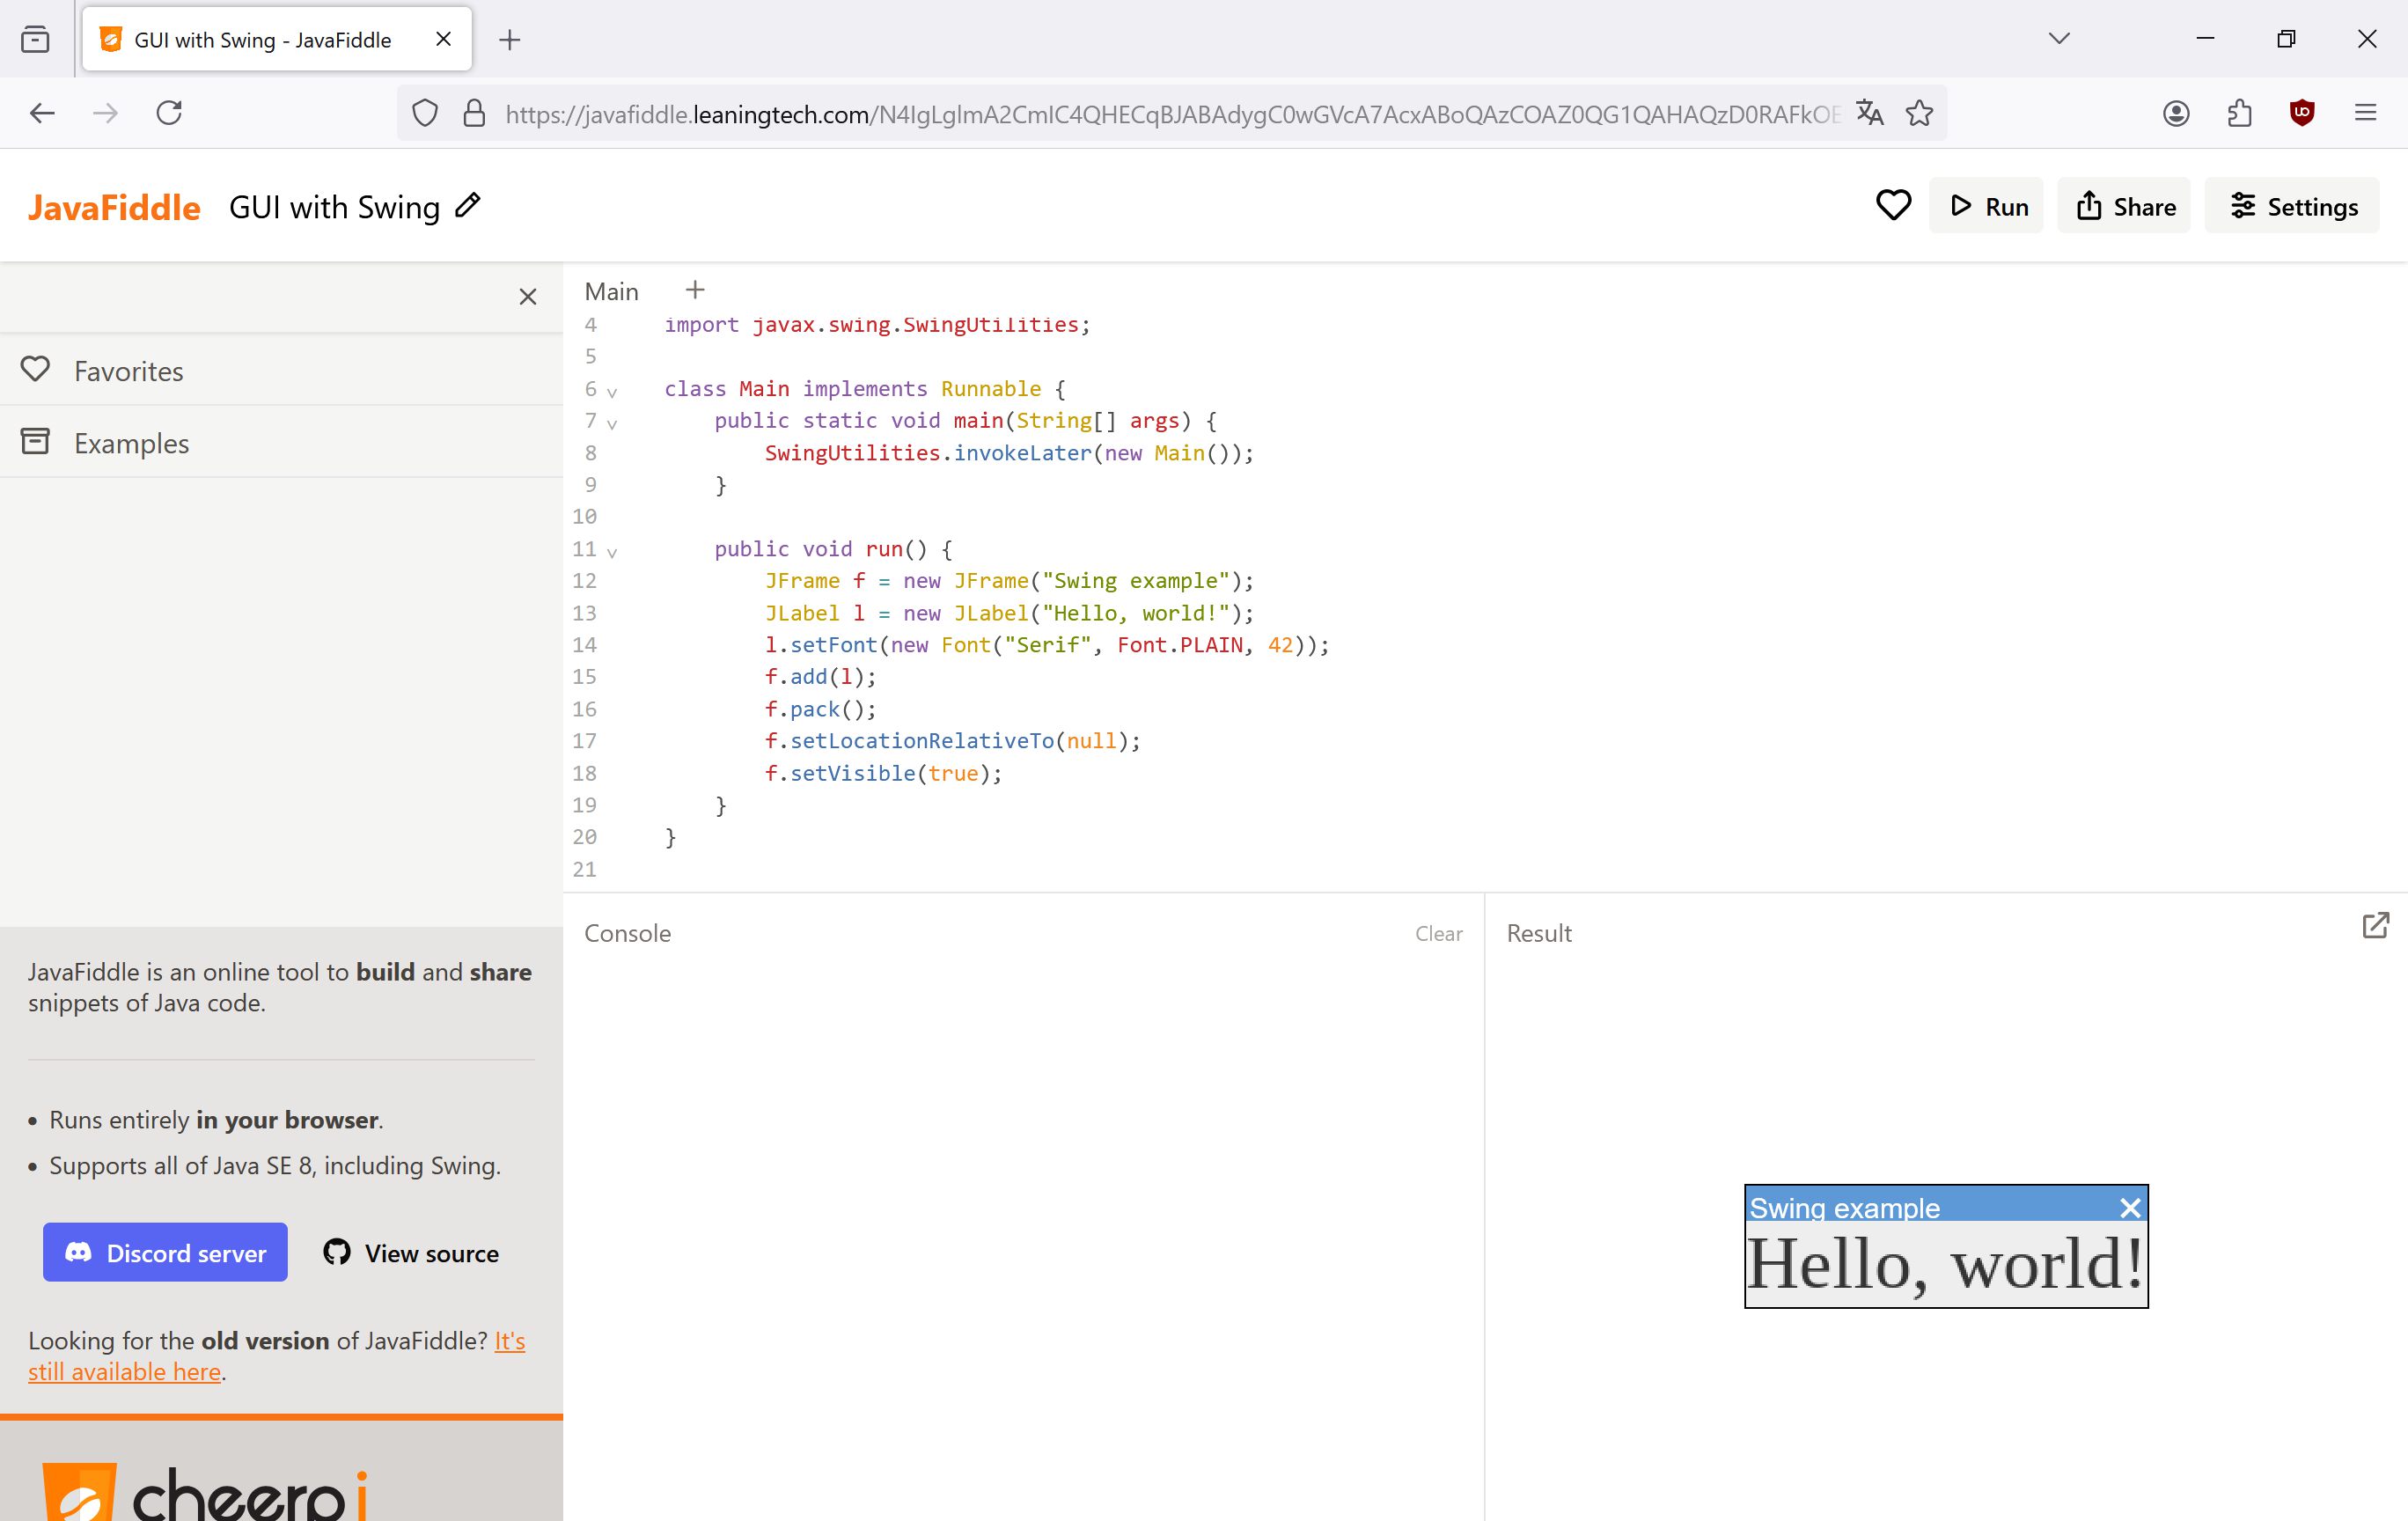 GUI with Swing - JavaFiddle
https://javafiddle.leaningtech.com/N4IgLglmA2CmIC4QHECqBJABAdygC0wGVcA7AcxABoQAzCOAZ0QG1QAHAQzD0RAFkOE
JavaFiddle GUI with Swing
Run Share Settings
Main
Favorites
Examples
4 import javax.swing.SwingUtilities;
5
6 class Main implements Runnable {
7     public static void main(String[] args) {
8         SwingUtilities.invokeLater(new Main());
9     }
10
11     public void run() {
12         JFrame f = new JFrame("Swing example");
13         JLabel l = new JLabel("Hello, world!");
14         l.setFont(new Font("Serif", Font.PLAIN, 42));
15         f.add(l);
16         f.pack();
17         f.setLocationRelativeTo(null);
18         f.setVisible(true);
19     }
20 }
21
JavaFiddle is an online tool to build and share
snippets of Java code.
• Runs entirely in your browser.
• Supports all of Java SE 8, including Swing.
Discord server View source
Looking for the old version of JavaFiddle? It's
still available here.
cheerpj
Console Clear
Result
Swing example
Hello, world!